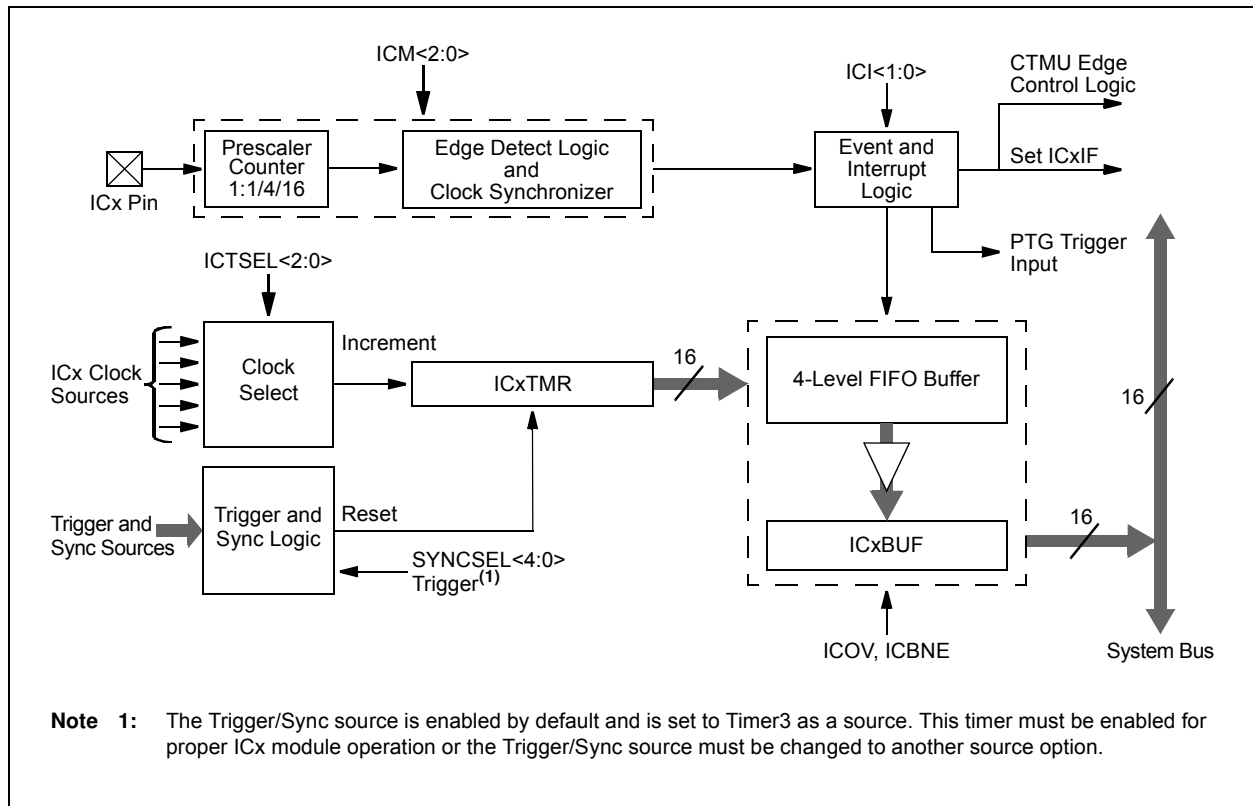 ICM<2:0>
ICI<1:0>
CTMU Edge
Control Logic
Prescaler
Counter
1:1/4/16
Edge Detect Logic
and
Clock Synchronizer
Event and
Interrupt
Logic
Set ICxIF
ICx Pin
PTG Trigger
Input
ICTSEL<2:0>
ICx Clock
Sources
Clock
Select
Increment
ICxTMR
16
4-Level FIFO Buffer
16
Trigger and
Sync Sources
Trigger and
Sync Logic
Reset
SYNCSEL<4:0>
Trigger(1)
ICxBUF
16
ICOV, ICBNE
System Bus
Note 1: The Trigger/Sync source is enabled by default and is set to Timer3 as a source. This timer must be enabled for
proper ICx module operation or the Trigger/Sync source must be changed to another source option.